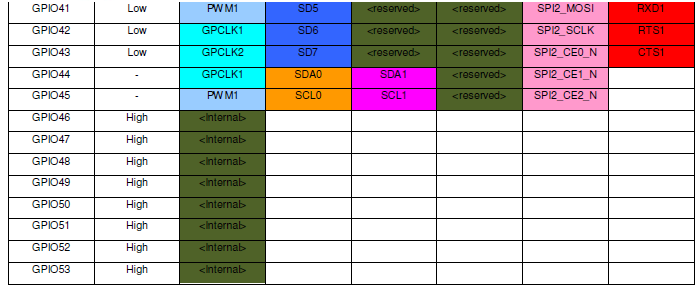 GPIO41 Low PWM1 SD5 <reserved> <reserved> SPI2_MOSI RXD1
GPIO42 Low GPCLK1 SD6 <reserved> <reserved> SPI2_SCLK RTS1
GPIO43 Low GPCLK2 SD7 <reserved> <reserved> SPI2_CE0_N CTS1
GPIO44 - GPCLK1 SDA0 SDA1 <reserved> SPI2_CE1_N
GPIO45 - PWM1 SCL0 SCL1 <reserved> SPI2_CE2_N
GPIO46 High <Internal>
GPIO47 High <Internal>
GPIO48 High <Internal>
GPIO49 High <Internal>
GPIO50 High <Internal>
GPIO51 High <Internal>
GPIO52 High <Internal>
GPIO53 High <Internal>